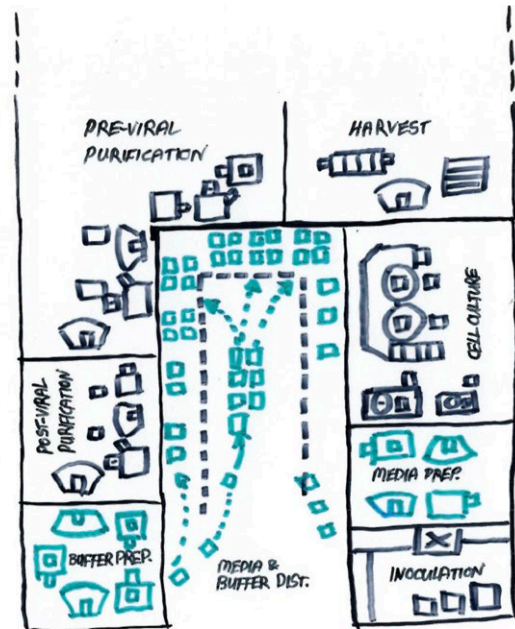 PRE-VIRAL
PURIFICATION
HARVEST
CELL CULTURE
POST-VIRAL
PURIFICATION
MEDIA PREP.
BUFFER PREP.
MEDIA &
BUFFER DIST.
INOCULATION